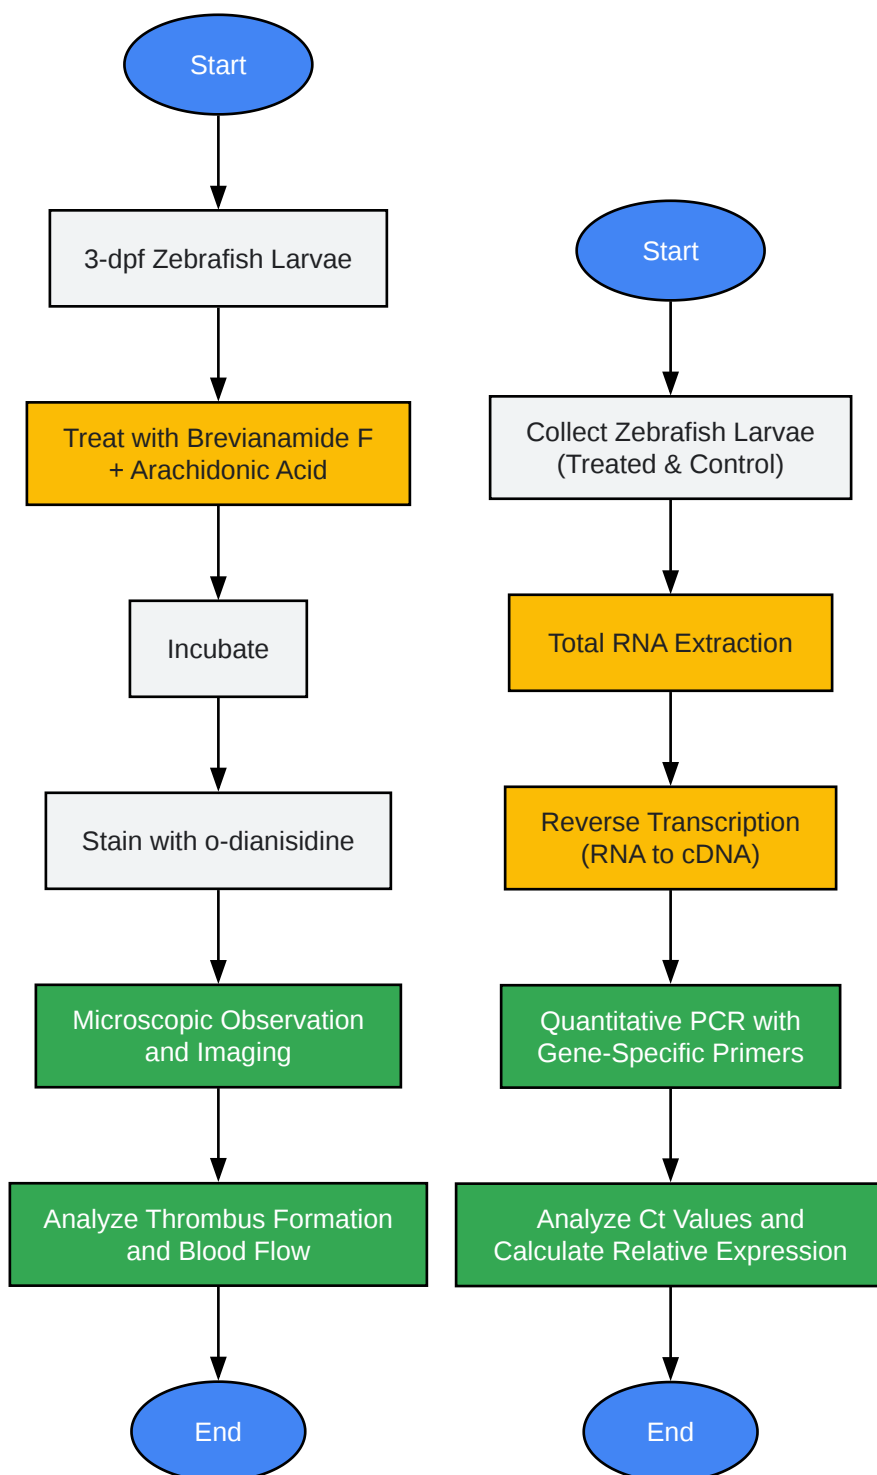 Start
3-dpf Zebrafish Larvae
Treat with Brevianamide F
+ Arachidonic Acid
Incubate
Stain with o-dianisidine
Microscopic Observation
and Imaging
Analyze Thrombus Formation
and Blood Flow
End
Start
Collect Zebrafish Larvae
(Treated & Control)
Total RNA Extraction
Reverse Transcription
(RNA to cDNA)
Quantitative PCR with
Gene-Specific Primers
Analyze Ct Values and
Calculate Relative Expression
End